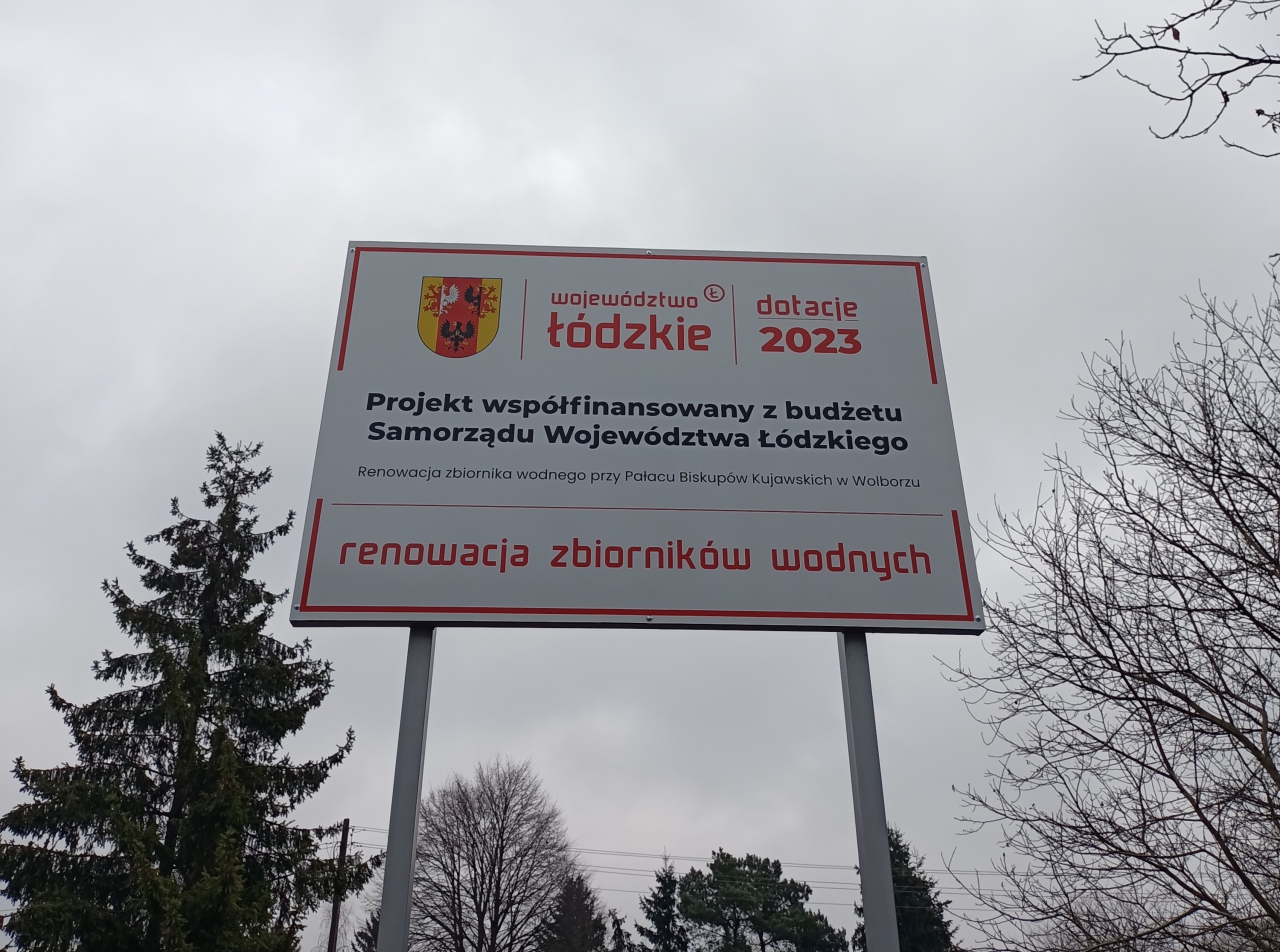 województwo Ł
łódzkie
dotacje
2023
Projekt współfinansowany z budżetu
Samorządu Województwa Łódzkiego
Renowacja zbiornika wodnego przy Pałacu Biskupów Kujawskich w Wolborzu
renowacja zbiorników wodnych